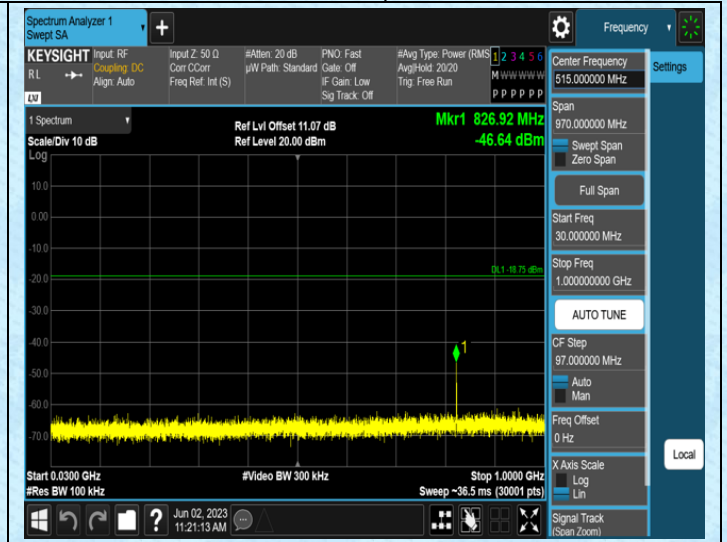 Spectrum Analyzer 1
Swept SA
Frequency
KEYSIGHT
RL
LXI
Input: RF
Coupling: DC
Align: Auto
Input Z: 50 Ω
Corr CCorr
Freq Ref: Int (S)
#Atten: 20 dB
µW Path: Standard
PNO: Fast
Gate: Off
IF Gain: Low
Sig Track: Off
#Avg Type: Power (RMS
Avg|Hold: 20/20
Trig: Free Run
1 2 3 4 5 6
M W W W W W
P P P P P P
1 Spectrum
Scale/Div 10 dB
Log
Ref Lvl Offset 11.07 dB
Ref Level 20.00 dBm
Mkr1 826.92 MHz
-46.64 dBm
10.0
0.00
-10.0
-20.0
-30.0
-40.0
-50.0
-60.0
-70.0
DL1 -18.75 dBm
1
Start 0.0300 GHz
#Res BW 100 kHz
#Video BW 300 kHz
Stop 1.0000 GHz
Sweep ~36.5 ms (30001 pts)
Center Frequency
515.000000 MHz
Span
970.000000 MHz
Swept Span
Zero Span
Full Span
Start Freq
30.000000 MHz
Stop Freq
1.000000000 GHz
AUTO TUNE
CF Step
97.000000 MHz
Auto
Man
Freq Offset
0 Hz
X Axis Scale
Log
Lin
Signal Track
(Span Zoom)
Settings
Local
?
Jun 02, 2023
11:21:13 AM